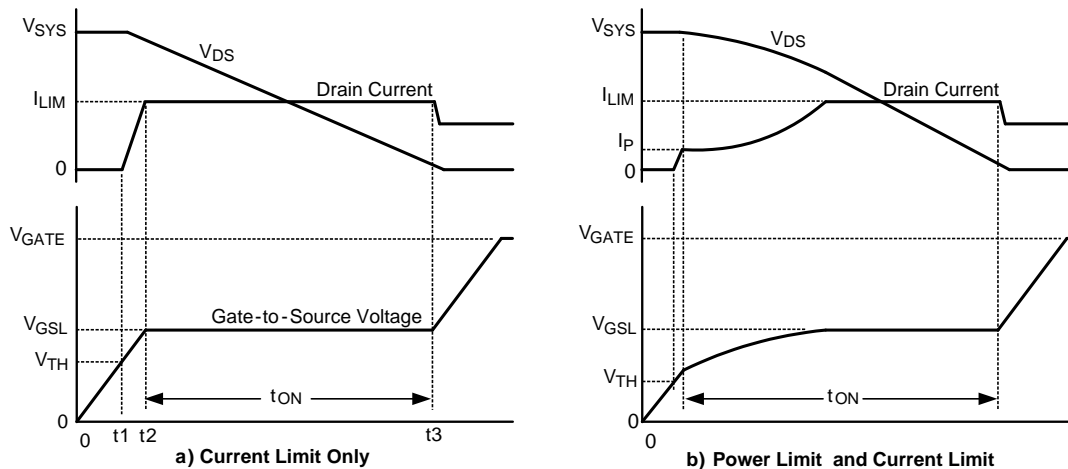 VSYS
VDS
ILIM
Drain Current
0
VGATE
VGSL
Gate-to-Source Voltage
VTH
tON
0
0
t1
t2
t3
a) Current Limit Only
VSYS
VDS
ILIM
Drain Current
IP
0
VGATE
VGSL
VTH
tON
0
0
b) Power Limit and Current Limit